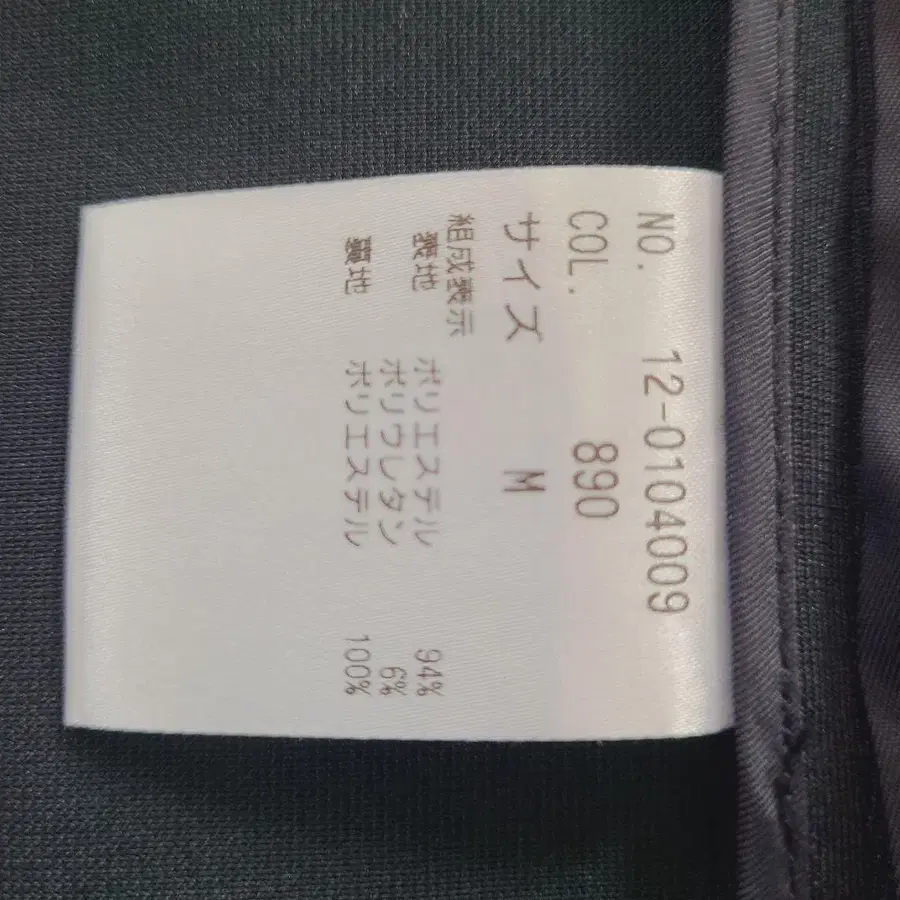 NO. 12-0104009
COL. 890
サイズ M
組成表示
表地 ポリエステル 94%
ポリウレタン 6%
裏地 ポリエステル 100%